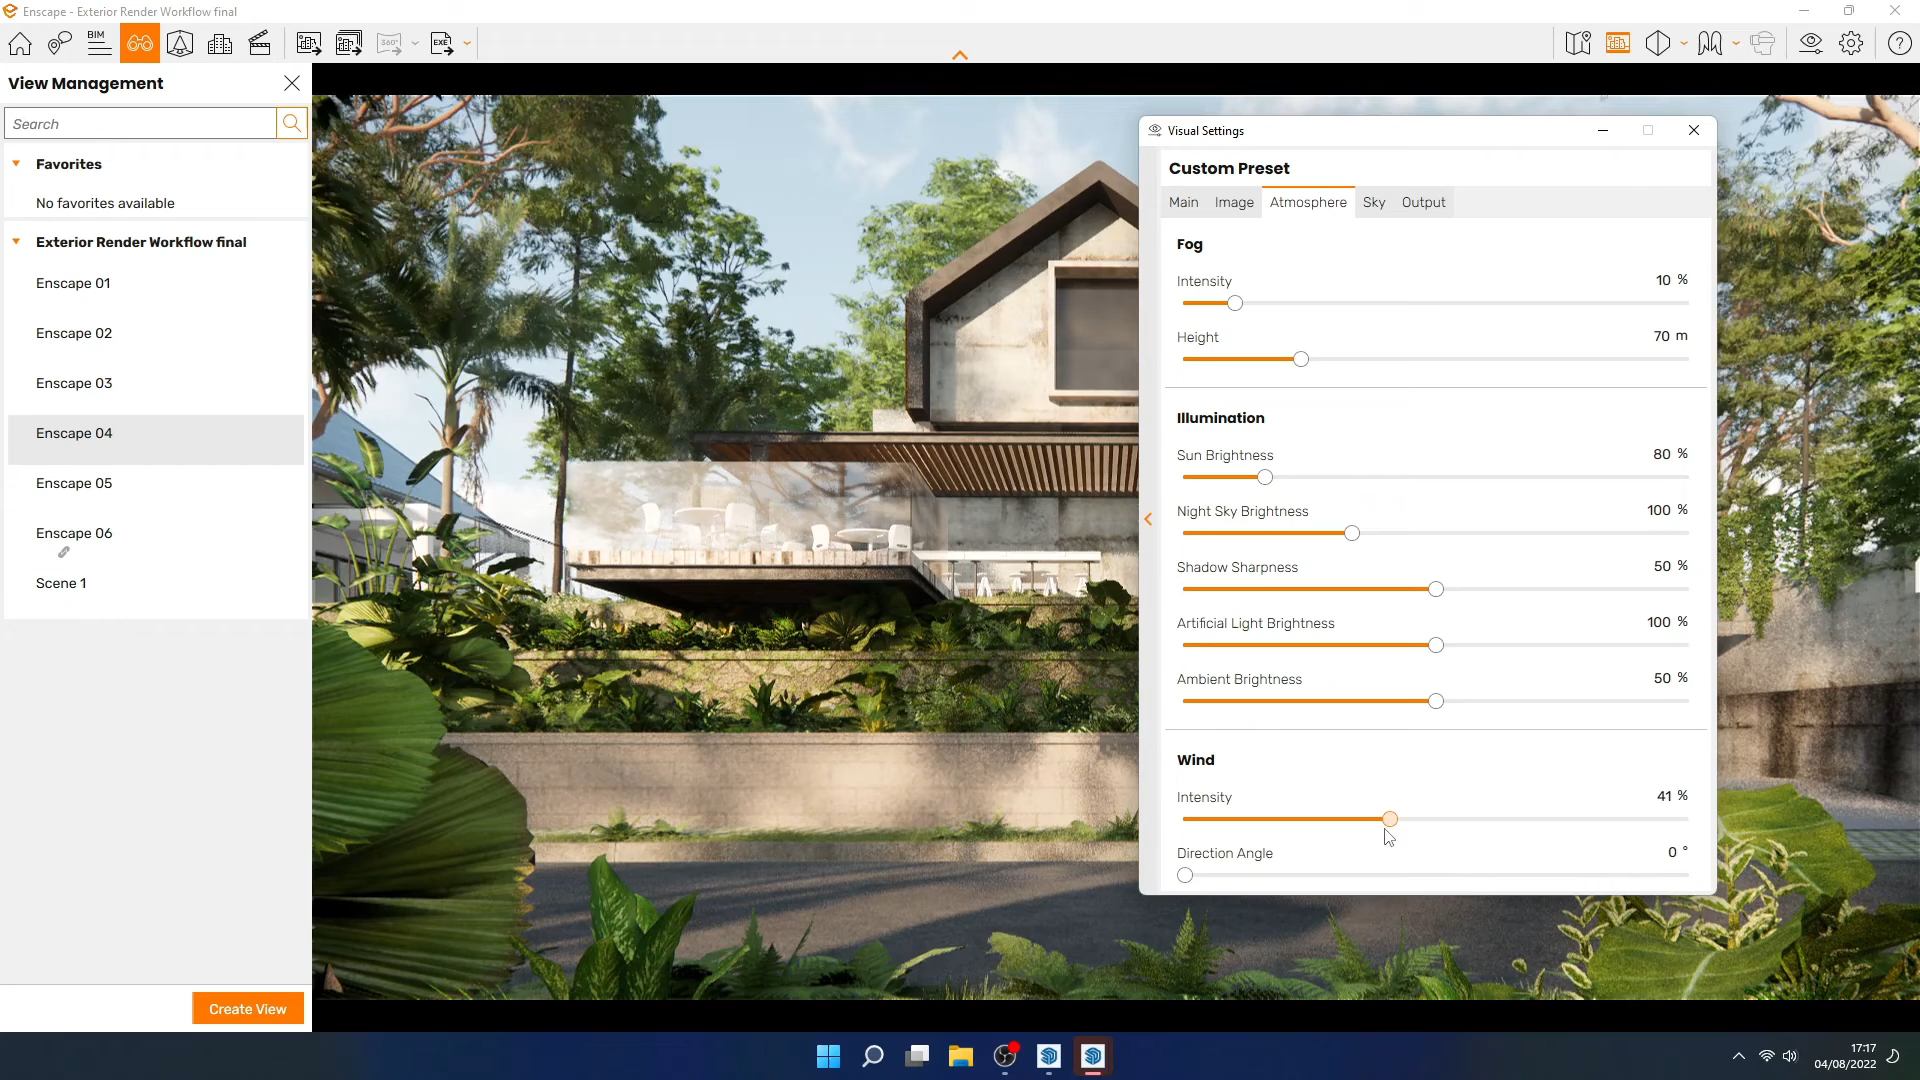 Enscape - Exterior Render Workflow final
BIM
360°
EXE
View Management
Search
Favorites
No favorites available
Exterior Render Workflow final
Enscape 01
Enscape 02
Enscape 03
Enscape 04
Enscape 05
Enscape 06
Scene 1
Create View
Visual Settings
Custom Preset
Main Image Atmosphere Sky Output
Fog
Intensity 10 %
Height 70 m
Illumination
Sun Brightness 80 %
Night Sky Brightness 100 %
Shadow Sharpness 50 %
Artificial Light Brightness 100 %
Ambient Brightness 50 %
Wind
Intensity 41 %
Direction Angle 0 °
17:17
04/08/2022